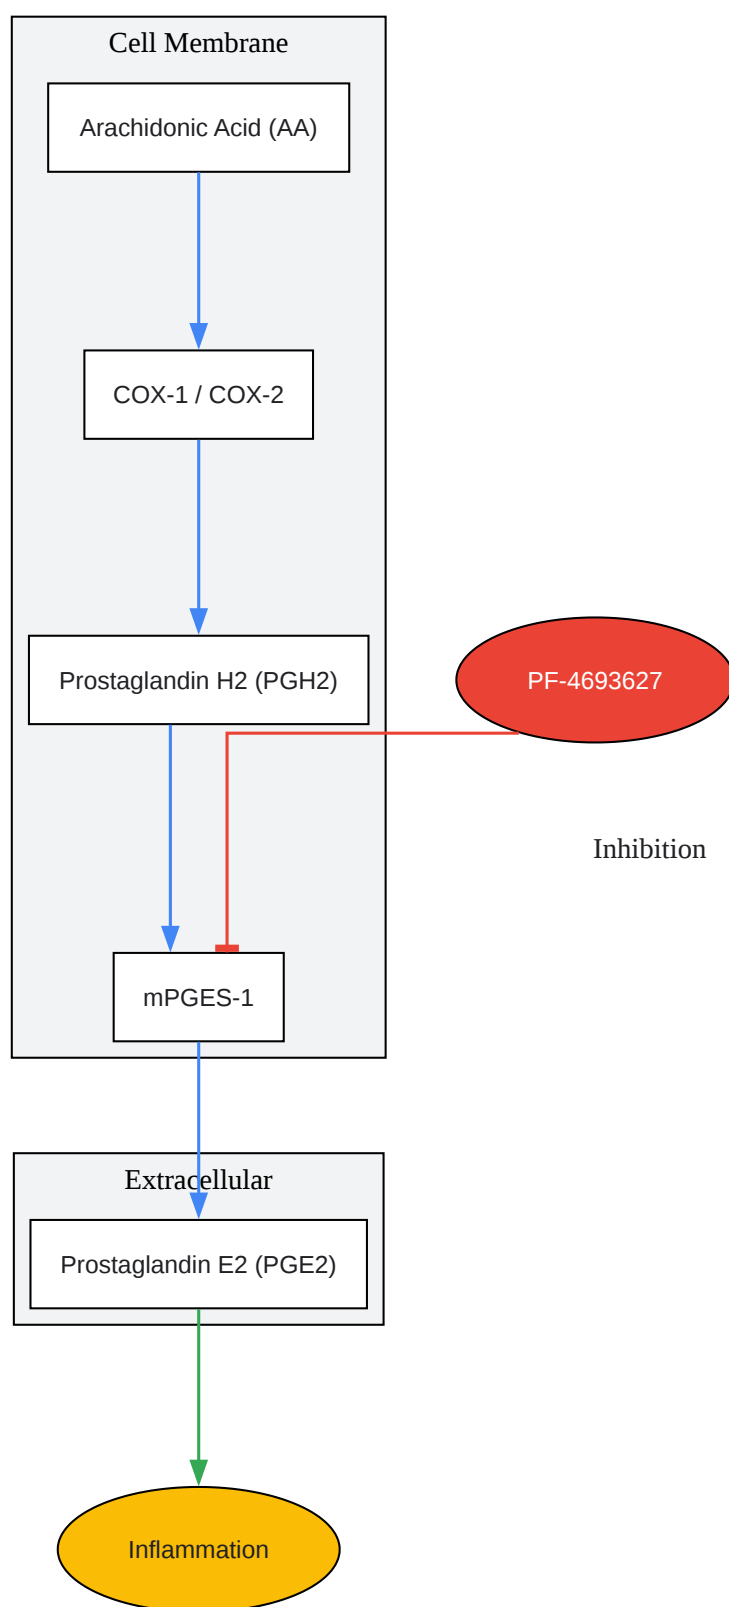 Cell Membrane
Arachidonic Acid (AA)
COX-1 / COX-2
Prostaglandin H2 (PGH2)
PF-4693627
Inhibition
mPGES-1
Extracellular
Prostaglandin E2 (PGE2)
Inflammation